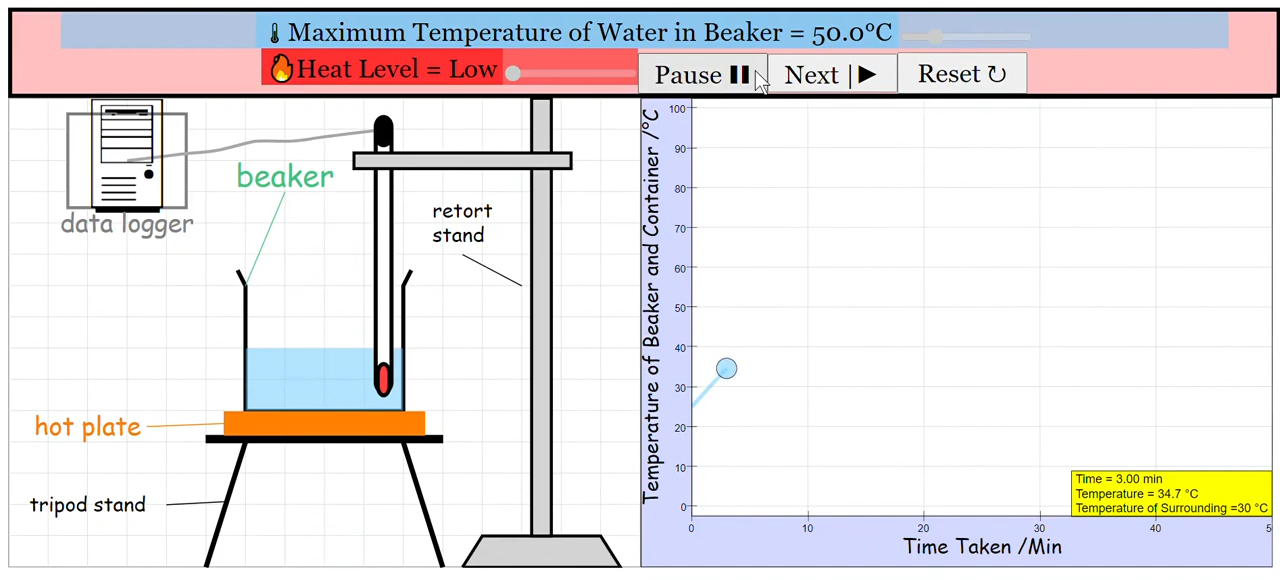 🌡Maximum Temperature of Water in Beaker = 50.0°C
🔥Heat Level = Low
Pause ▮▮
Next |▶
Reset ↻
data logger
beaker
retort
stand
hot plate
tripod stand
Temperature of Beaker and Container /°C
100
90
80
70
60
50
40
30
20
10
0
0
10
20
30
40
5
Time = 3.00 min
Temperature = 34.7 °C
Temperature of Surrounding =30 °C
Time Taken /Min